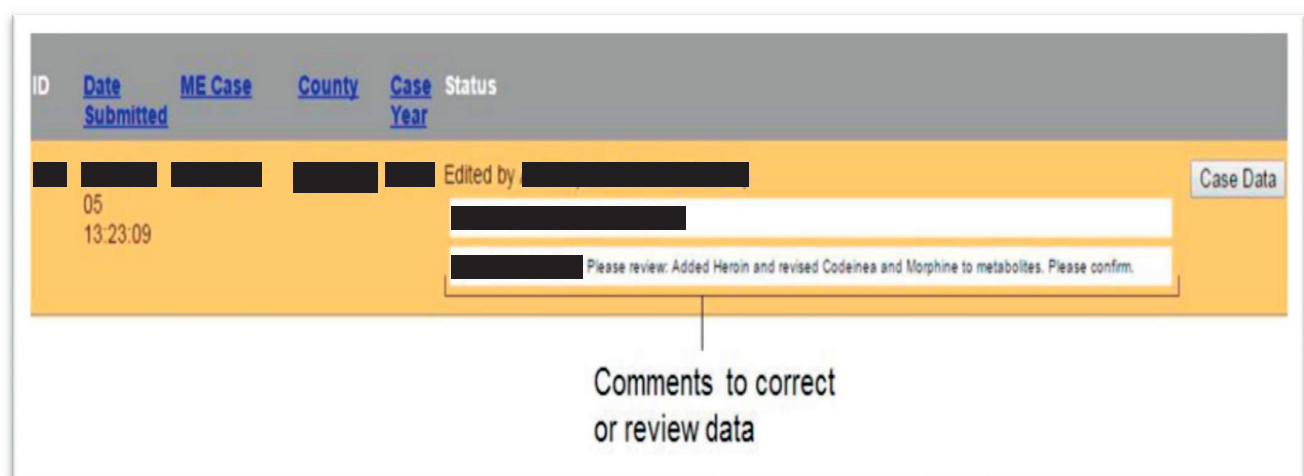 ID Date Submitted ME Case County Case Year Status
Edited by
05
13:23:09
Case Data
Please review: Added Heroin and revised Codeinea and Morphine to metabolites. Please confirm.
Comments to correct
or review data